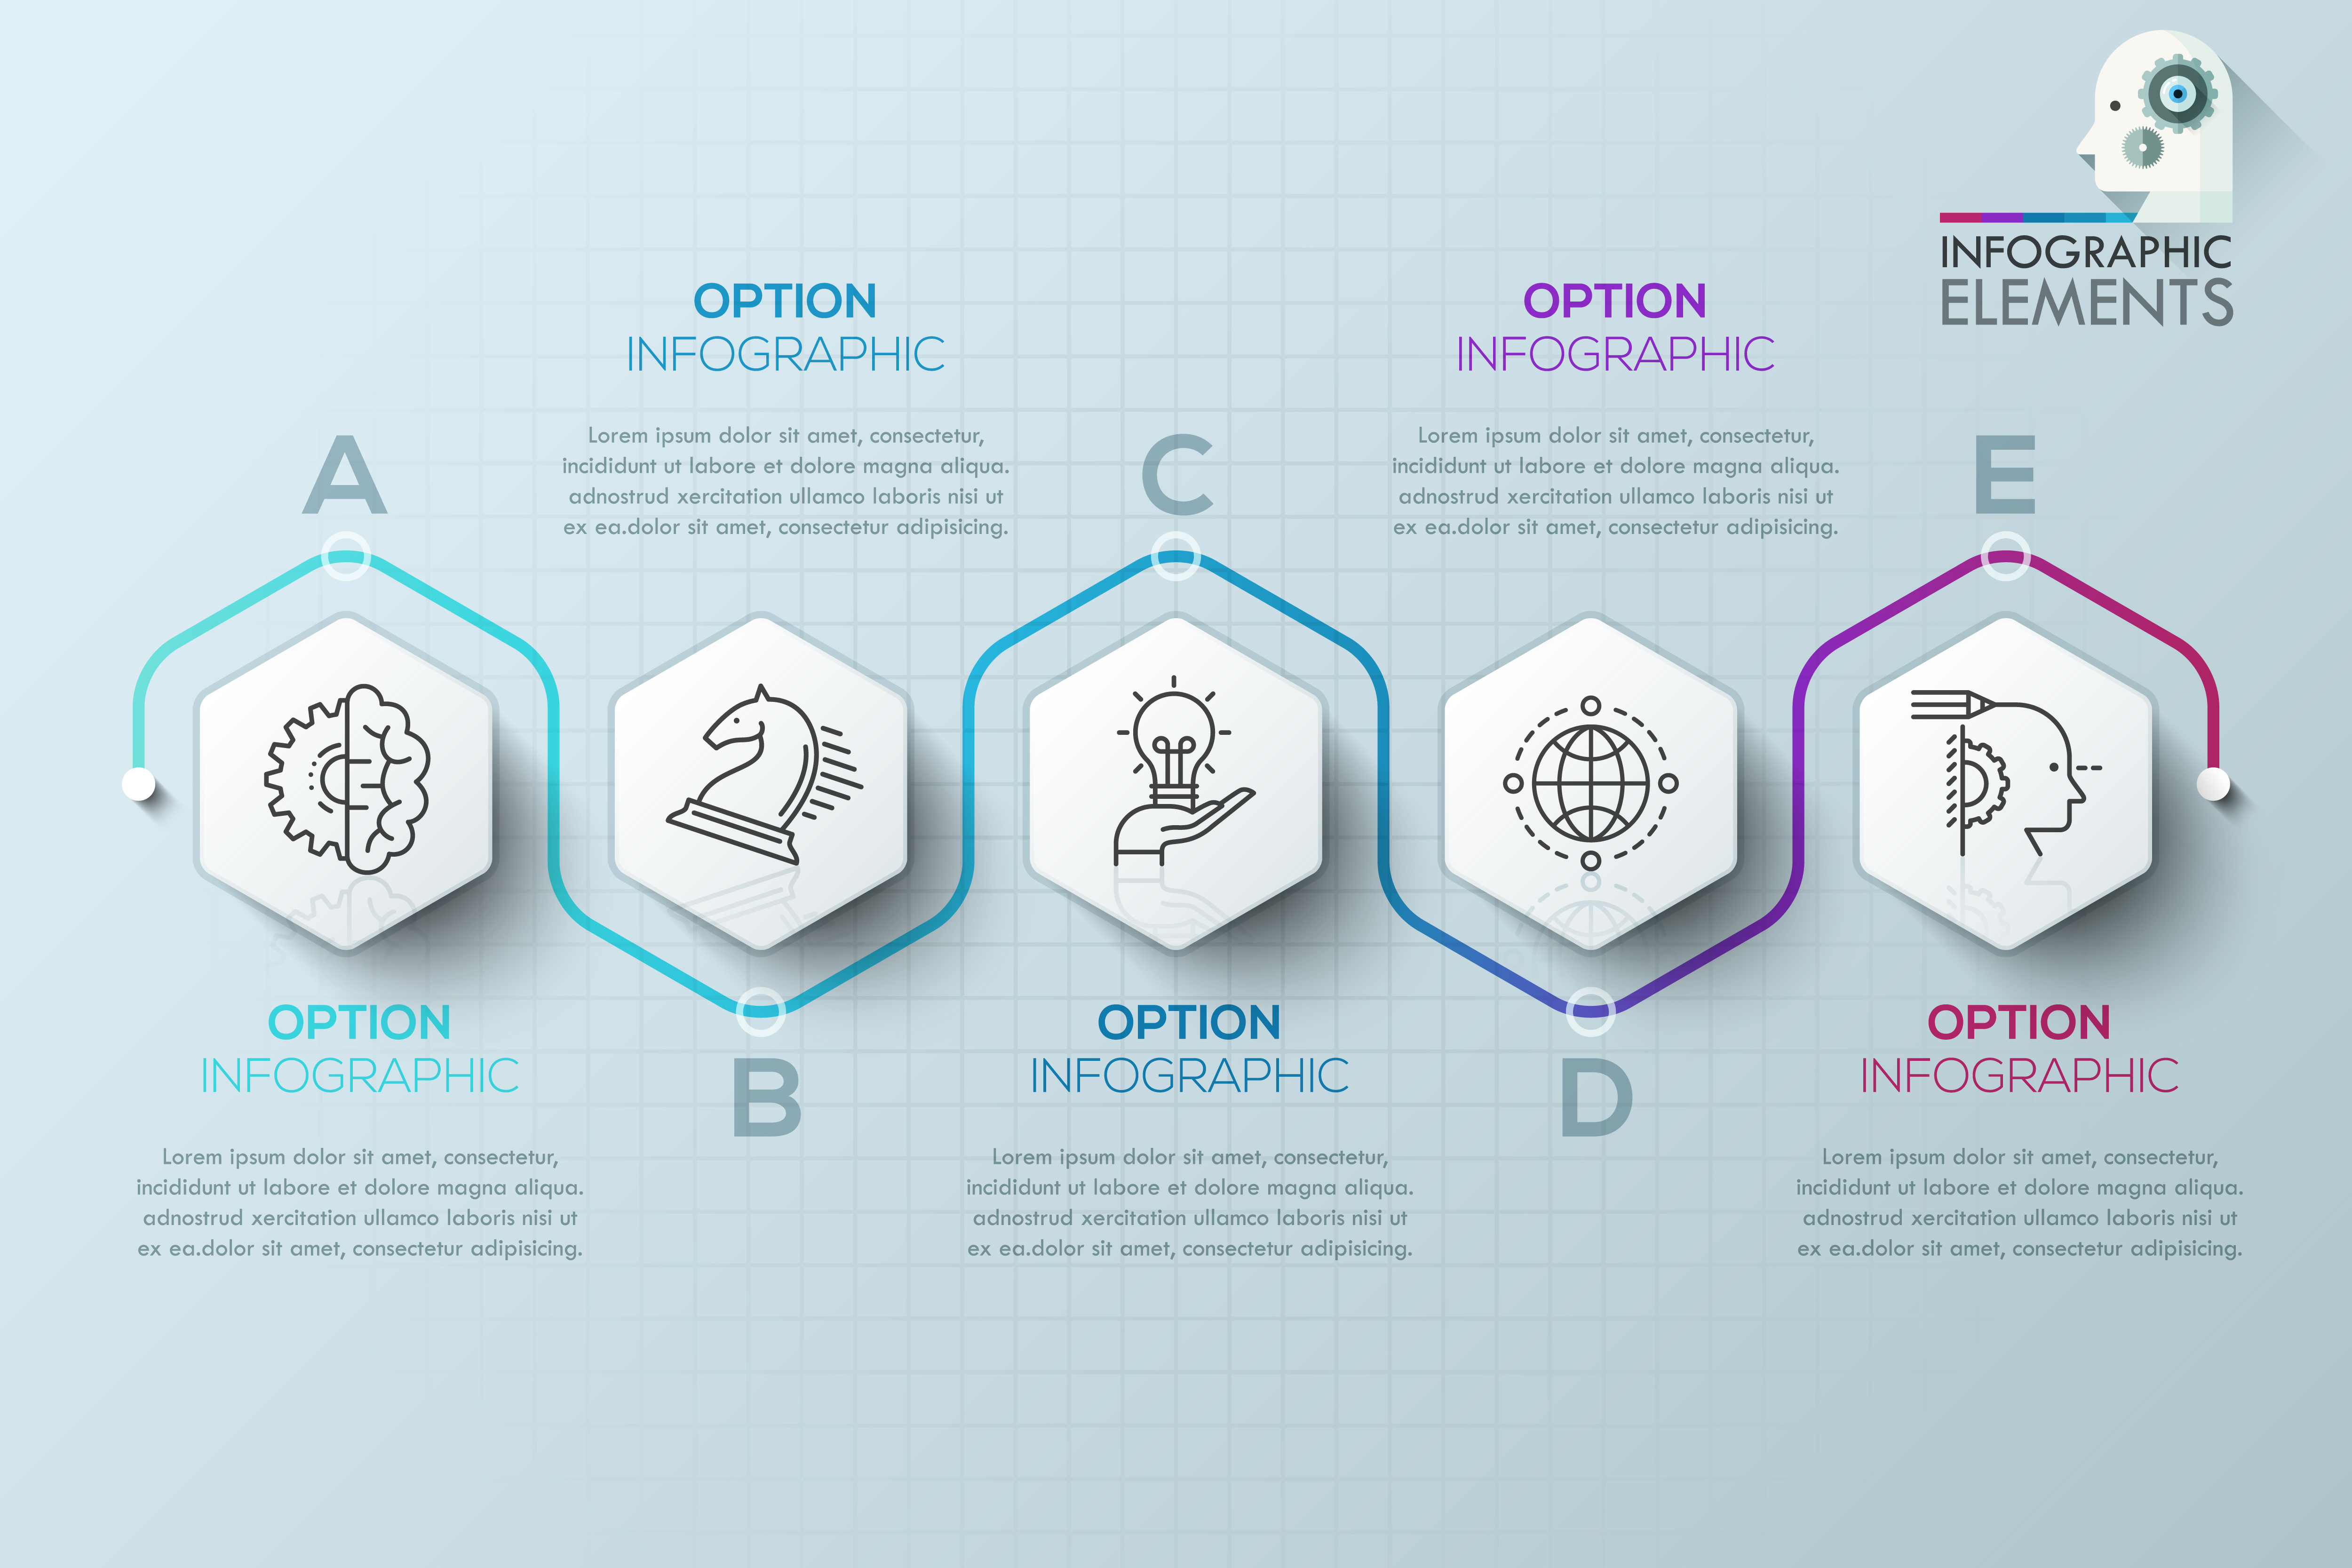 INFOGRAPHIC
ELEMENTS
A
OPTION
INFOGRAPHIC
Lorem ipsum dolor sit amet, consectetur,
incididunt ut labore et dolore magna aliqua.
adnostrud xercitation ullamco laboris nisi ut
ex ea.dolor sit amet, consectetur adipisicing.
OPTION
INFOGRAPHIC
Lorem ipsum dolor sit amet, consectetur,
incididunt ut labore et dolore magna aliqua.
adnostrud xercitation ullamco laboris nisi ut
ex ea.dolor sit amet, consectetur adipisicing.
B
C
OPTION
INFOGRAPHIC
Lorem ipsum dolor sit amet, consectetur,
incididunt ut labore et dolore magna aliqua.
adnostrud xercitation ullamco laboris nisi ut
ex ea.dolor sit amet, consectetur adipisicing.
OPTION
INFOGRAPHIC
Lorem ipsum dolor sit amet, consectetur,
incididunt ut labore et dolore magna aliqua.
adnostrud xercitation ullamco laboris nisi ut
ex ea.dolor sit amet, consectetur adipisicing.
D
E
OPTION
INFOGRAPHIC
Lorem ipsum dolor sit amet, consectetur,
incididunt ut labore et dolore magna aliqua.
adnostrud xercitation ullamco laboris nisi ut
ex ea.dolor sit amet, consectetur adipisicing.